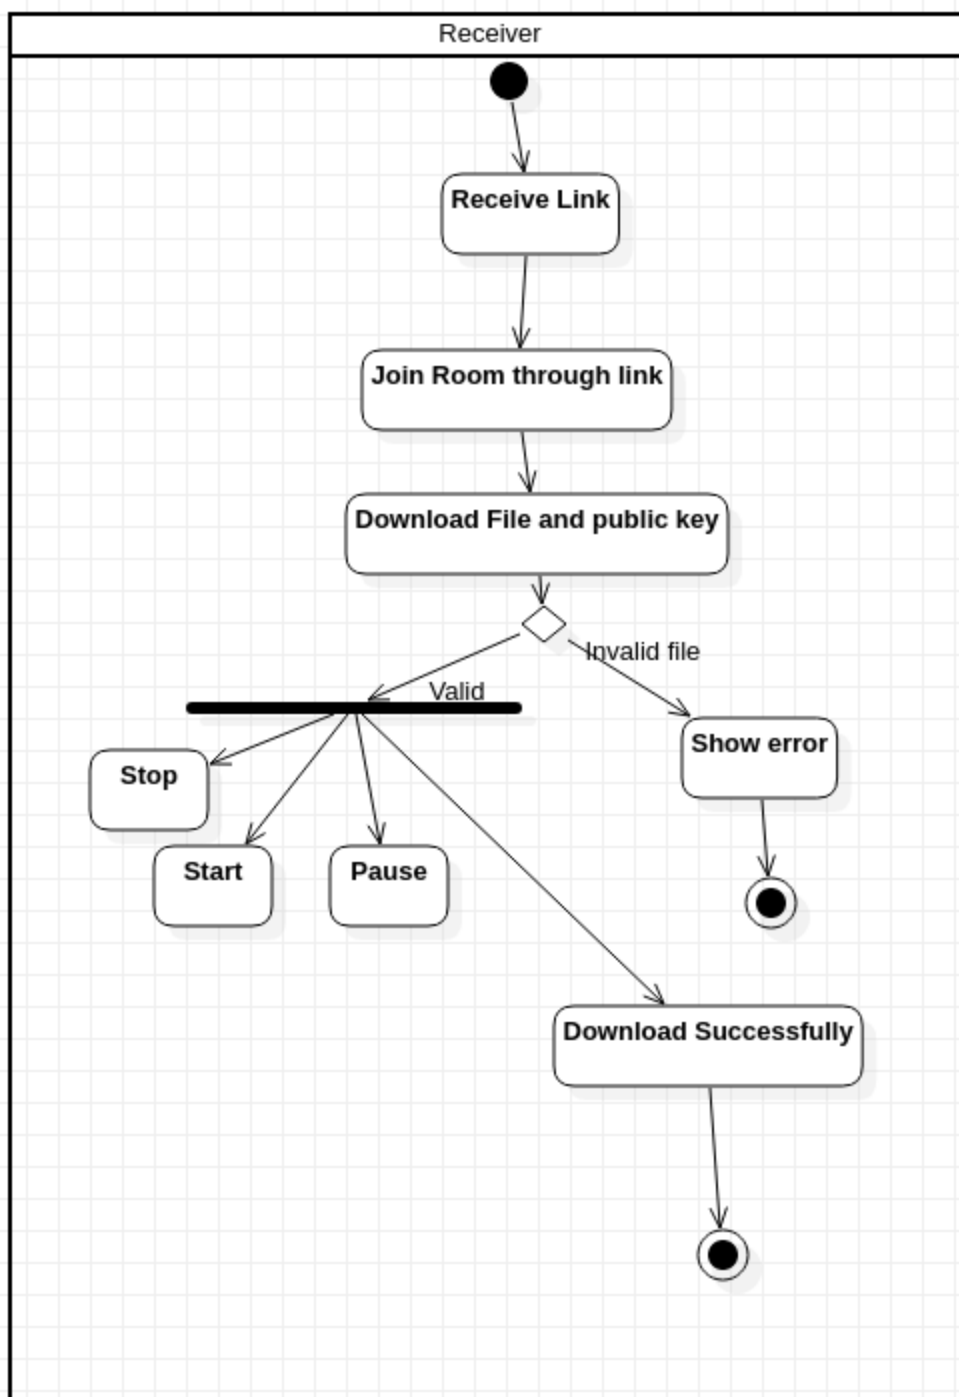 Receiver
Receive Link
Join Room through link
Download File and public key
Invalid file
Valid
Show error
Stop
Start
Pause
Download Successfully